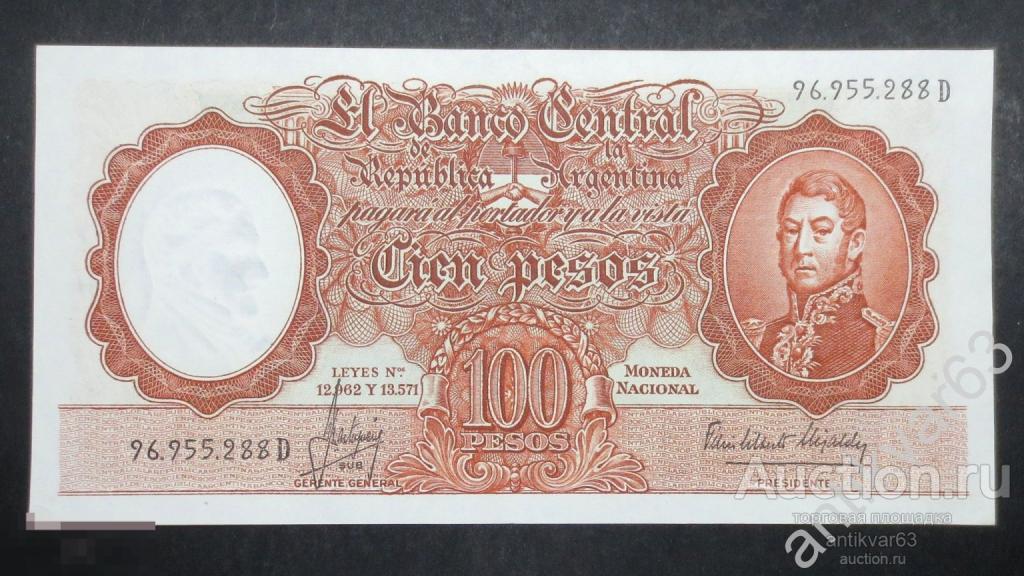 96.955.288 D
El Banco Central
de la
República Argentina
pagará al portador y a la vista
Cien pesos
LEYES Nos
12.962 Y 13.571
100
PESOS
MONEDA
NACIONAL
96.955.288 D
SUB
GERENTE GENERAL
PRESIDENTE
Auction.ru
торговая площадка
antikvar63
auction.ru
antikvar63